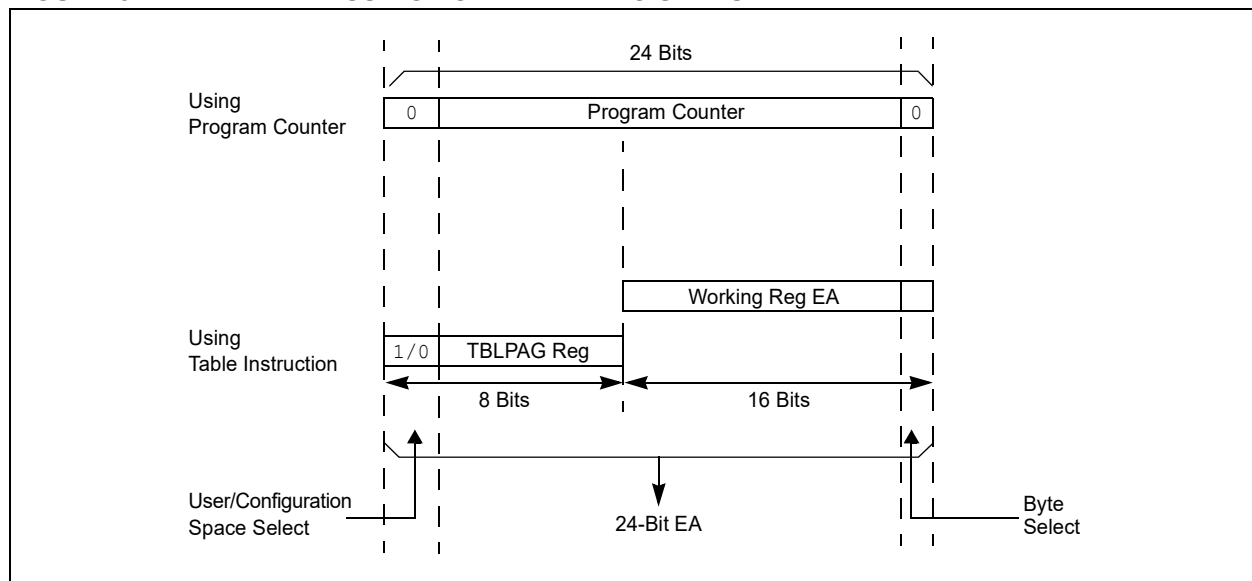 24 Bits
Using
Program Counter
0
Program Counter
0
Working Reg EA
Using
Table Instruction
1/0
TBLPAG Reg
8 Bits
16 Bits
User/Configuration
Space Select
24-Bit EA
Byte
Select